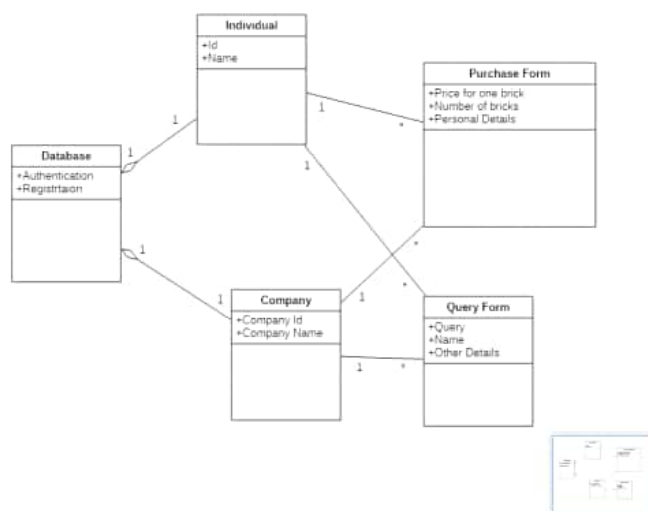 Individual
+Id
+Name
Purchase Form
+Price for one brick
+Number of bricks
+Personal Details
1
1
*
1
1
Database
+Authentication
+Registrtaion
1
1
*
1
*
Company
+Company Id
+Company Name
Query Form
+Query
+Name
+Other Details
1
*